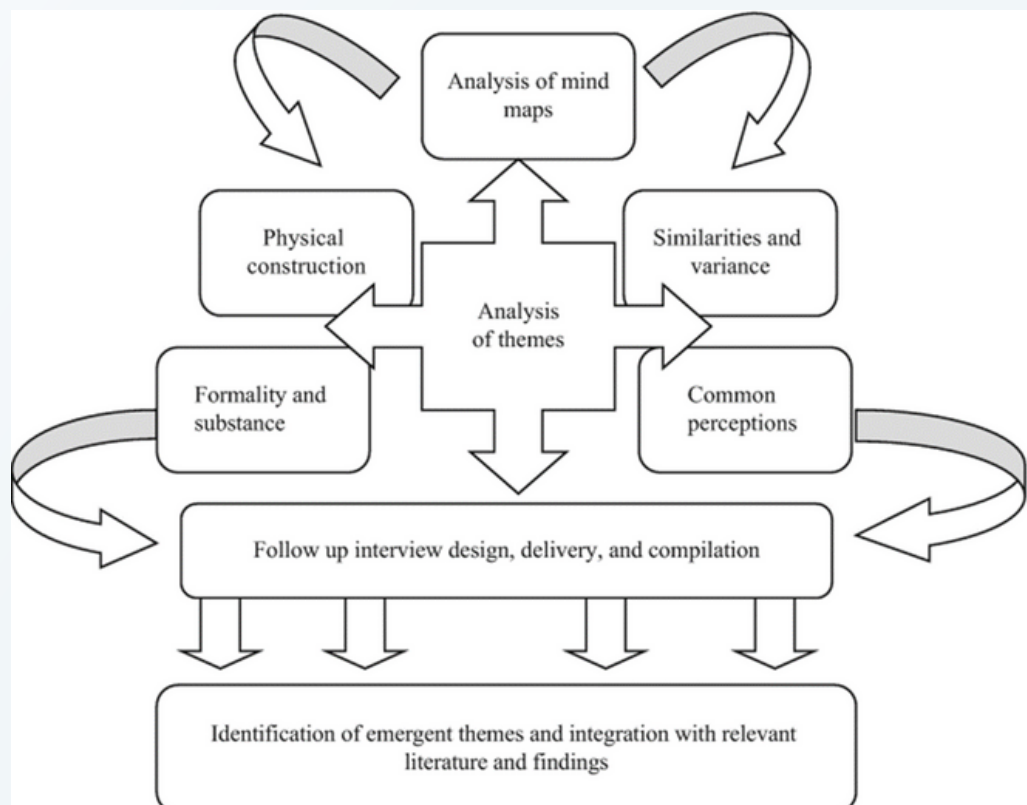 Analysis of mind
maps
Physical
construction
Similarities and
variance
Analysis
of themes
Formality and
substance
Common
perceptions
Follow up interview design, delivery, and compilation
Identification of emergent themes and integration with relevant
literature and findings